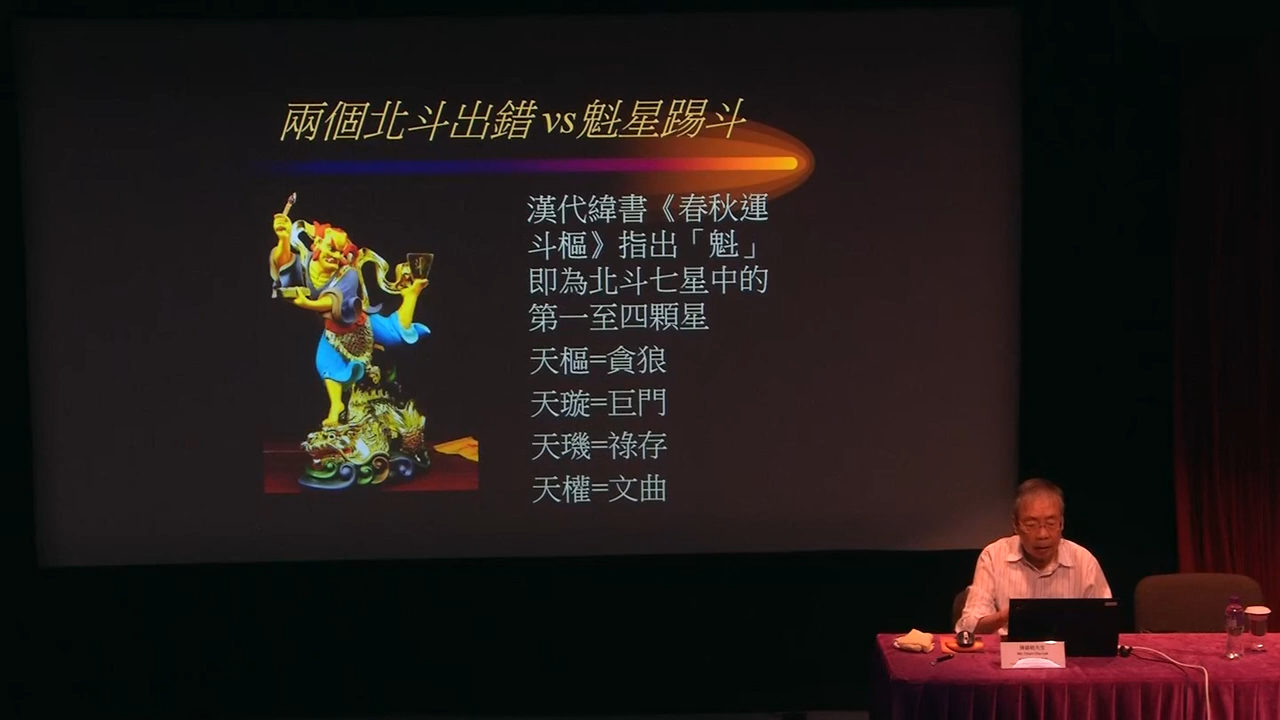 兩個北斗出錯 vs魁星踢斗
漢代緯書《春秋運
斗樞》指出「魁」
即為北斗七星中的
第一至四顆星
天樞=貪狼
天璇=巨門
天璣=祿存
天權=文曲